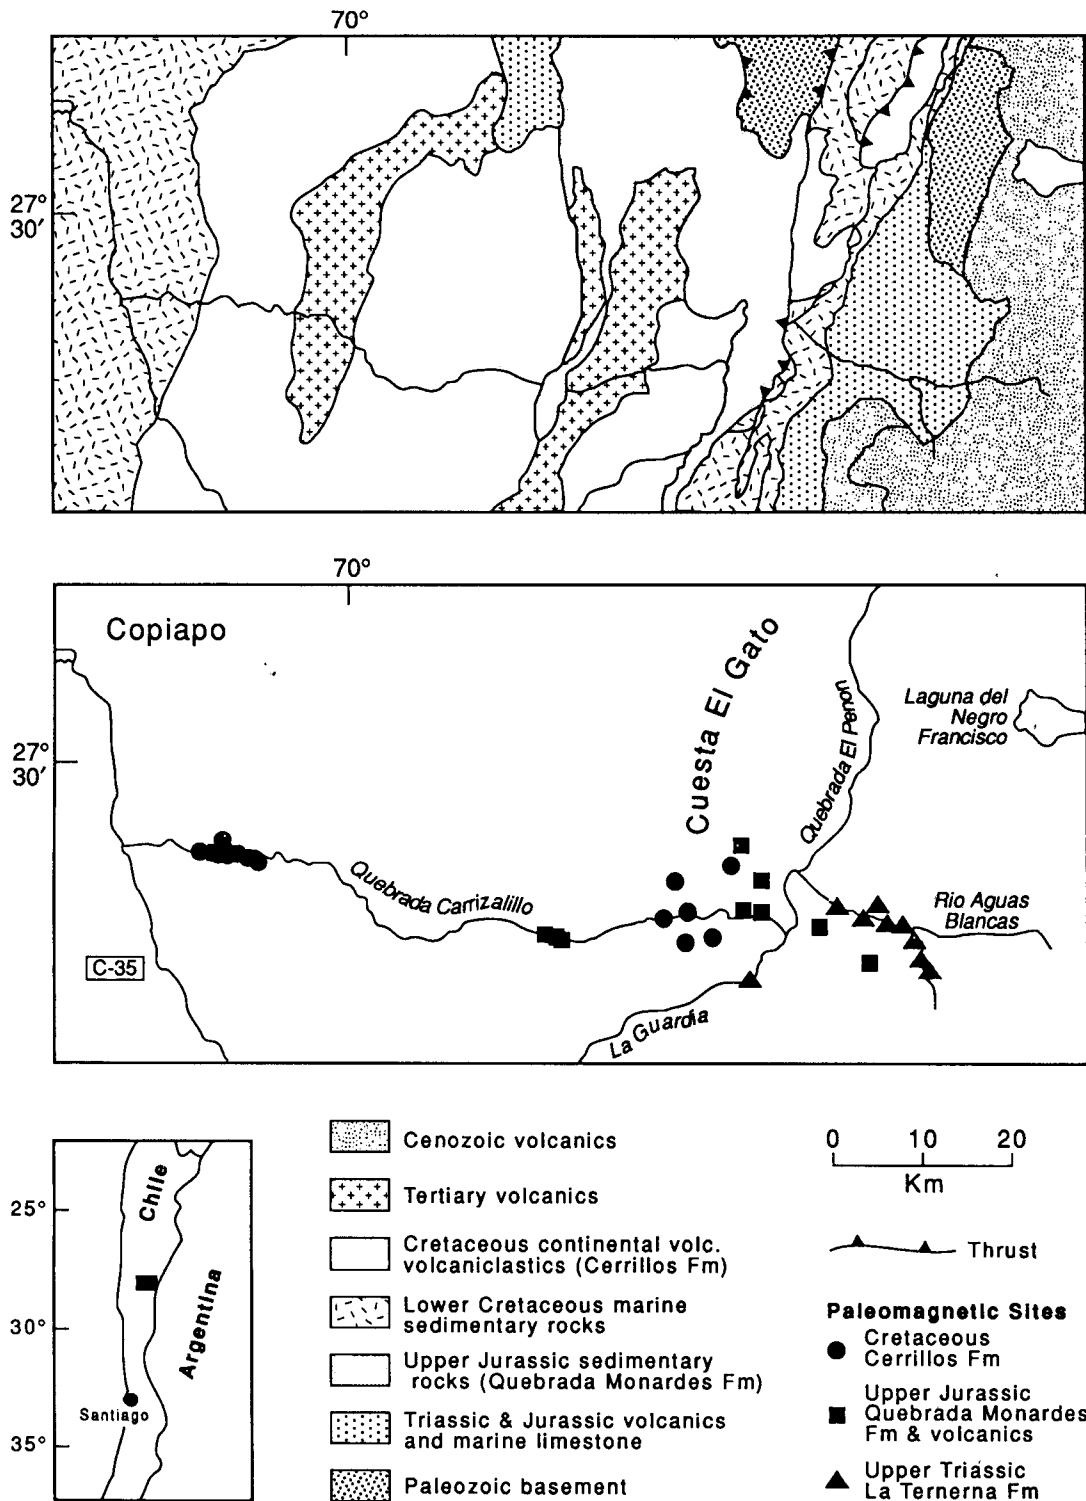 70°
27°
30′
70°
Copiapo
Cuesta El Gato
Quebrada El Penon
Laguna del
Negro
Francisco
27°
30′
Quebrada Carrizalillo
Rio Aguas
Blancas
C-35
La Guardia
Chile
Argentina
25°
30°
35°
Santiago
Cenozoic volcanics
Tertiary volcanics
Cretaceous continental volc.
volcaniclastics (Cerrillos Fm)
Lower Cretaceous marine
sedimentary rocks
Upper Jurassic sedimentary
rocks (Quebrada Monardes Fm)
Triassic & Jurassic volcanics
and marine limestone
Paleozoic basement
0 10 20
Km
Thrust
Paleomagnetic Sites
Cretaceous
Cerrillos Fm
Upper Jurassic
Quebrada Monardes
Fm & volcanics
Upper Triassic
La Ternerna Fm